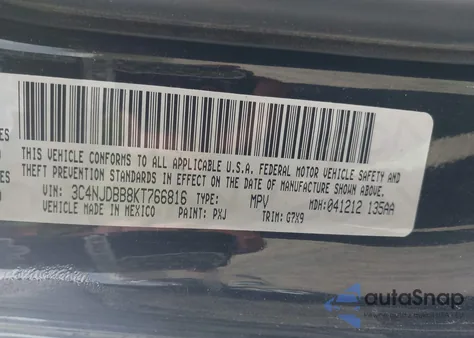 THIS VEHICLE CONFORMS TO ALL APPLICABLE U.S.A. FEDERAL MOTOR VEHICLE SAFETY AND
THEFT PREVENTION STANDARDS IN EFFECT ON THE DATE OF MANUFACTURE SHOWN ABOVE.
VIN: 3C4NJDBB8KT766816 TYPE: MPV MDH: 041212 135AA
VEHICLE MADE IN MEXICO PAINT: PXJ TRIM: G7X9
autoSnap